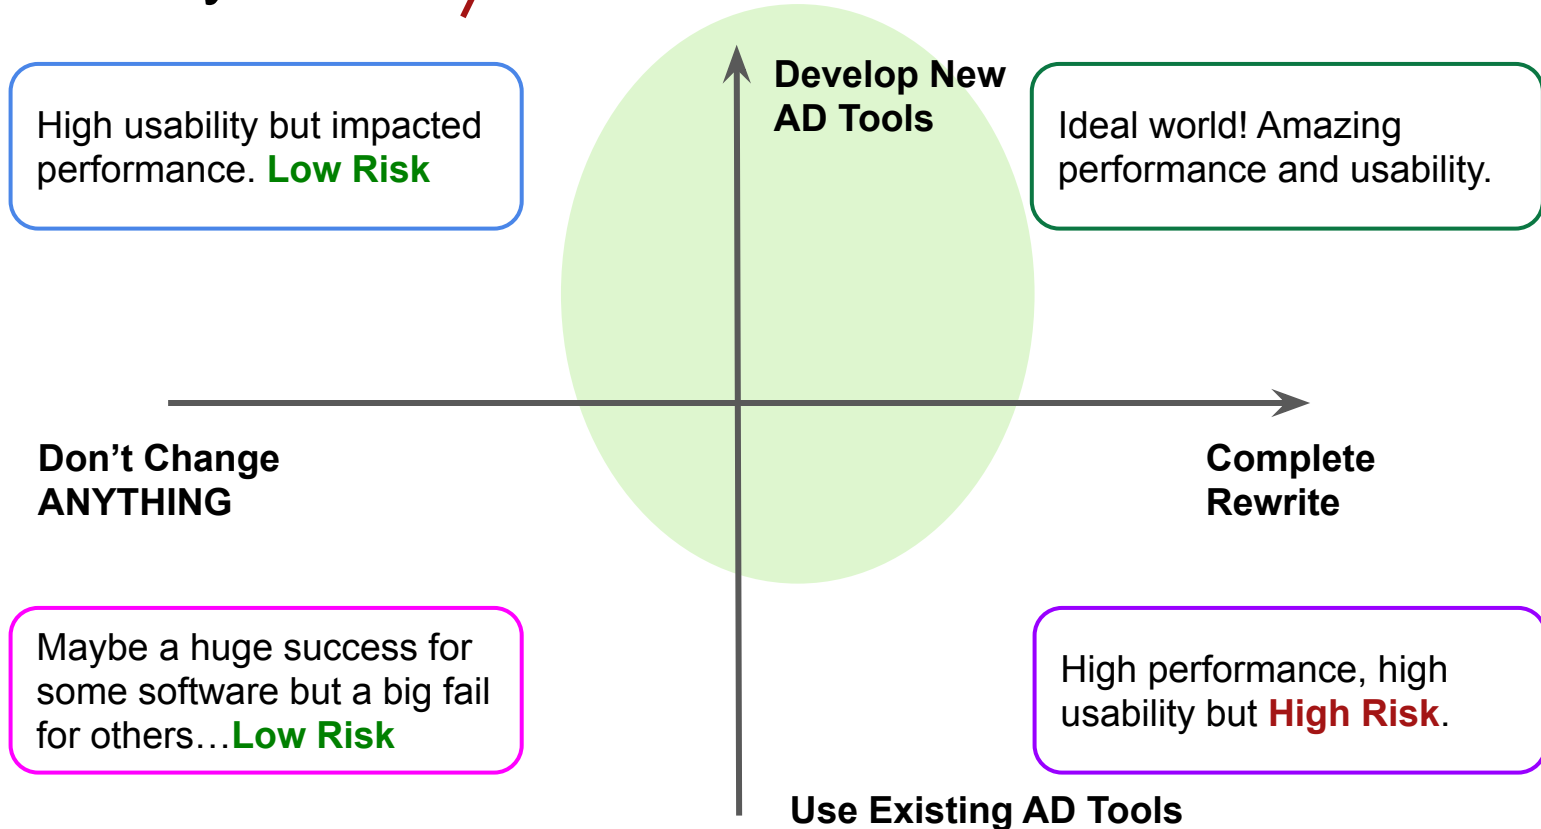 Develop New
AD Tools
High usability but impacted
performance. Low Risk
Ideal world! Amazing
performance and usability.
Don’t Change
ANYTHING
Complete
Rewrite
Maybe a huge success for
some software but a big fail
for others…Low Risk
High performance, high
usability but High Risk.
Use Existing AD Tools